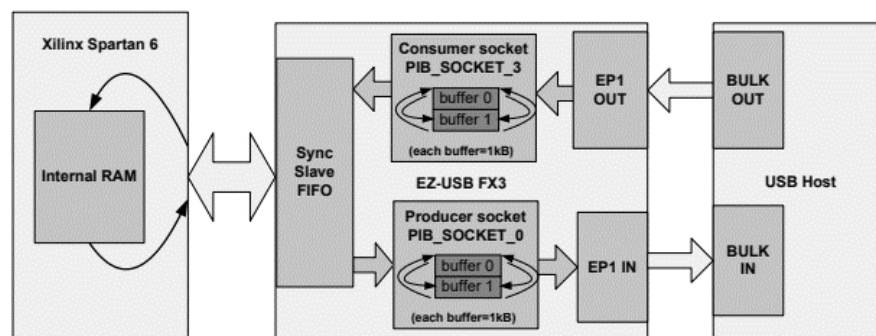 Xilinx Spartan 6
Internal RAM
Sync
Slave
FIFO
Consumer socket
PIB_SOCKET_3
buffer 0
buffer 1
(each buffer=1kB)
EZ-USB FX3
Producer socket
PIB_SOCKET_0
buffer 0
buffer 1
(each buffer=1kB)
EP1
OUT
EP1 IN
BULK
OUT
USB Host
BULK
IN